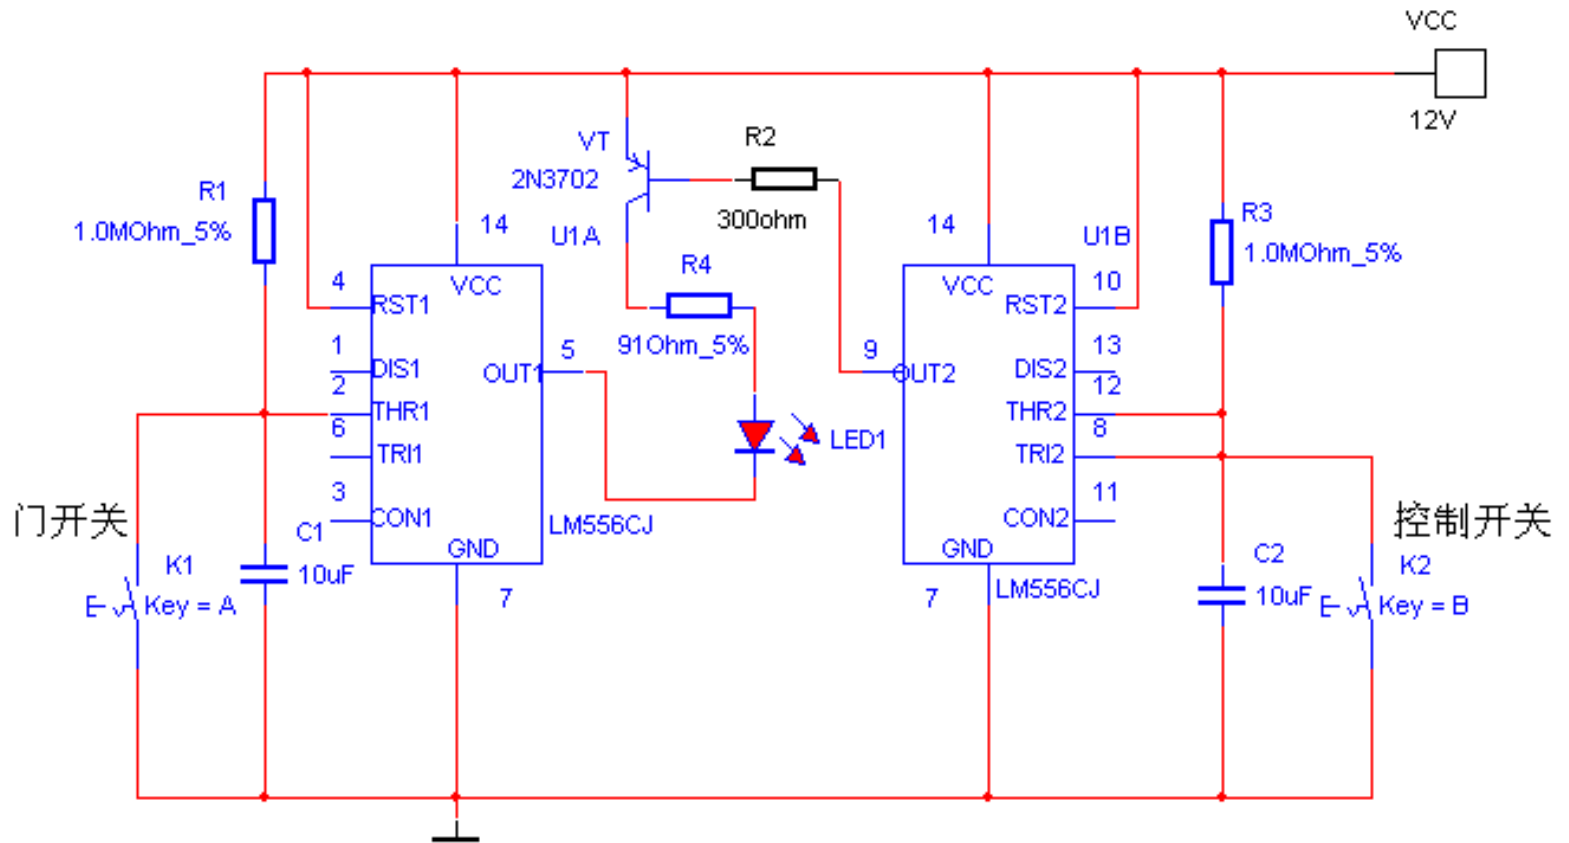 VCC
12V
R2
VT
2N3702
300ohm
R1
1.0MOhm_5%
R3
1.0MOhm_5%
14
U1A
14
U1B
R4
4
VCC
RST1
VCC
10
RST2
1
DIS1
5
OUT1
91Ohm_5%
9
OUT2
13
DIS2
2
THR1
12
THR2
6
TRI1
LED1
8
TRI2
3
CON1
11
CON2
门开关
控制开关
C1
10uF
LM556CJ
GND
GND
K1
E
Key = A
7
7
LM556CJ
C2
10uF
K2
E
Key = B